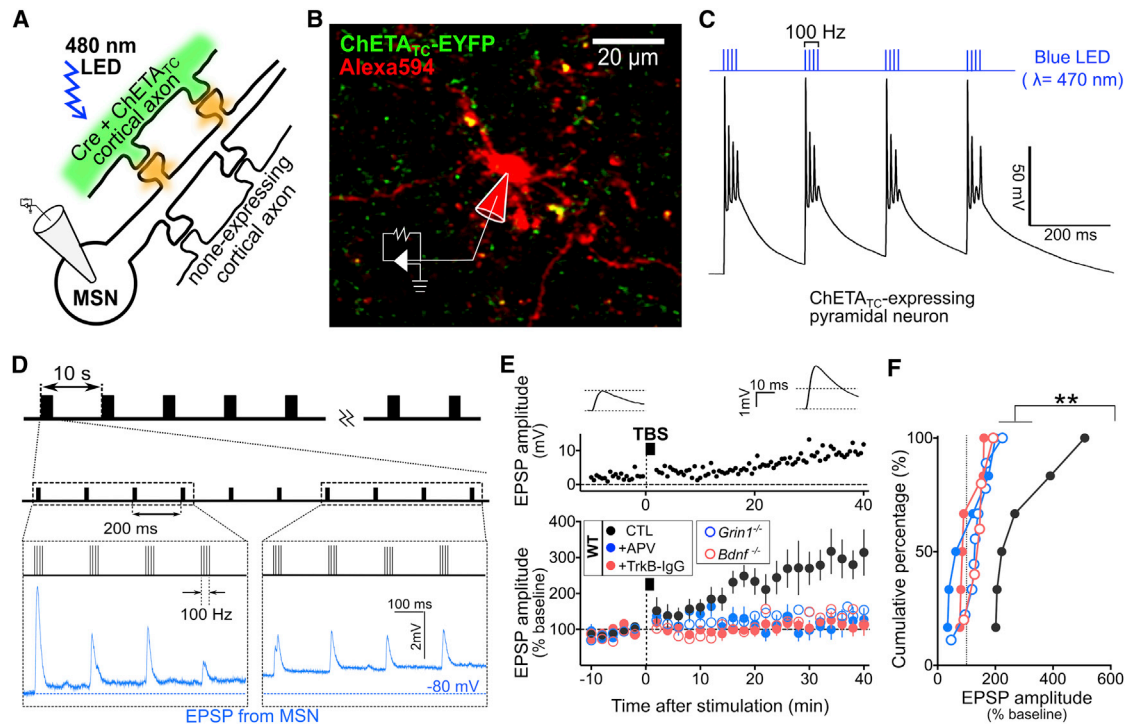 A
480 nm
LED
Cre + ChETA_TC
cortical axon
none-expressing
cortical axon
MSN
B
ChETA_TC-EYFP
Alexa594
20 µm
C
100 Hz
Blue LED
( λ= 470 nm)
50 mV
200 ms
ChETA_TC-expressing
pyramidal neuron
D
10 s
200 ms
100 Hz
100 ms
2mV
-80 mV
EPSP from MSN
E
10 ms
1mV
EPSP amplitude
(mV)
TBS
10
0
0
20
40
EPSP amplitude
(% baseline)
400
300
200
100
WT
CTL
+APV
+TrkB-IgG
Grin1-/-
Bdnf -/-
-10 0 10 20 30 40
Time after stimulation (min)
F
**
Cumulative percentage (%)
100
50
0
0 200 400 600
EPSP amplitude
(% baseline)